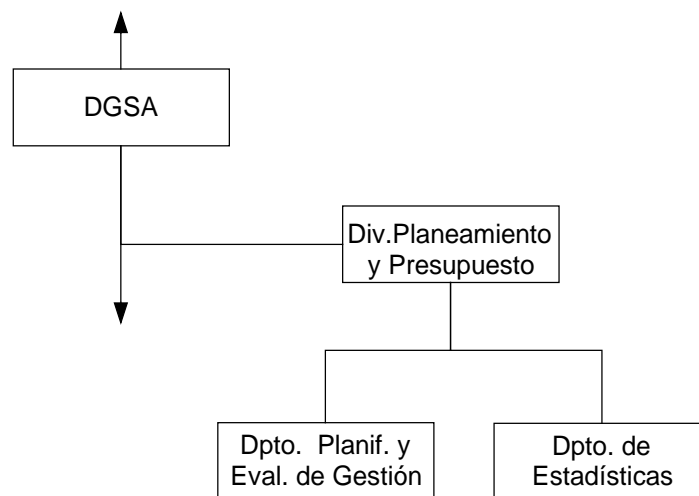 DGSA
Div.Planeamiento
y Presupuesto
Dpto. Planif. y
Eval. de Gestión
Dpto. de
Estadísticas